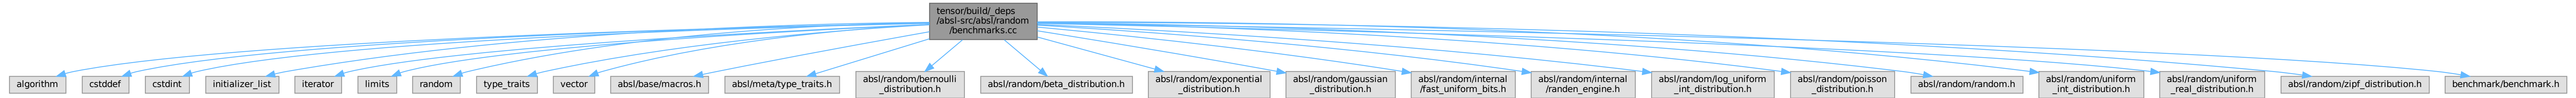 tensor/build/_deps
/absl-src/absl/random
/benchmarks.cc
algorithm
cstddef
cstdint
initializer_list
iterator
limits
random
type_traits
vector
absl/base/macros.h
absl/meta/type_traits.h
absl/random/bernoulli
_distribution.h
absl/random/beta_distribution.h
absl/random/exponential
_distribution.h
absl/random/gaussian
_distribution.h
absl/random/internal
/fast_uniform_bits.h
absl/random/internal
/randen_engine.h
absl/random/log_uniform
_int_distribution.h
absl/random/poisson
_distribution.h
absl/random/random.h
absl/random/uniform
_int_distribution.h
absl/random/uniform
_real_distribution.h
absl/random/zipf_distribution.h
benchmark/benchmark.h